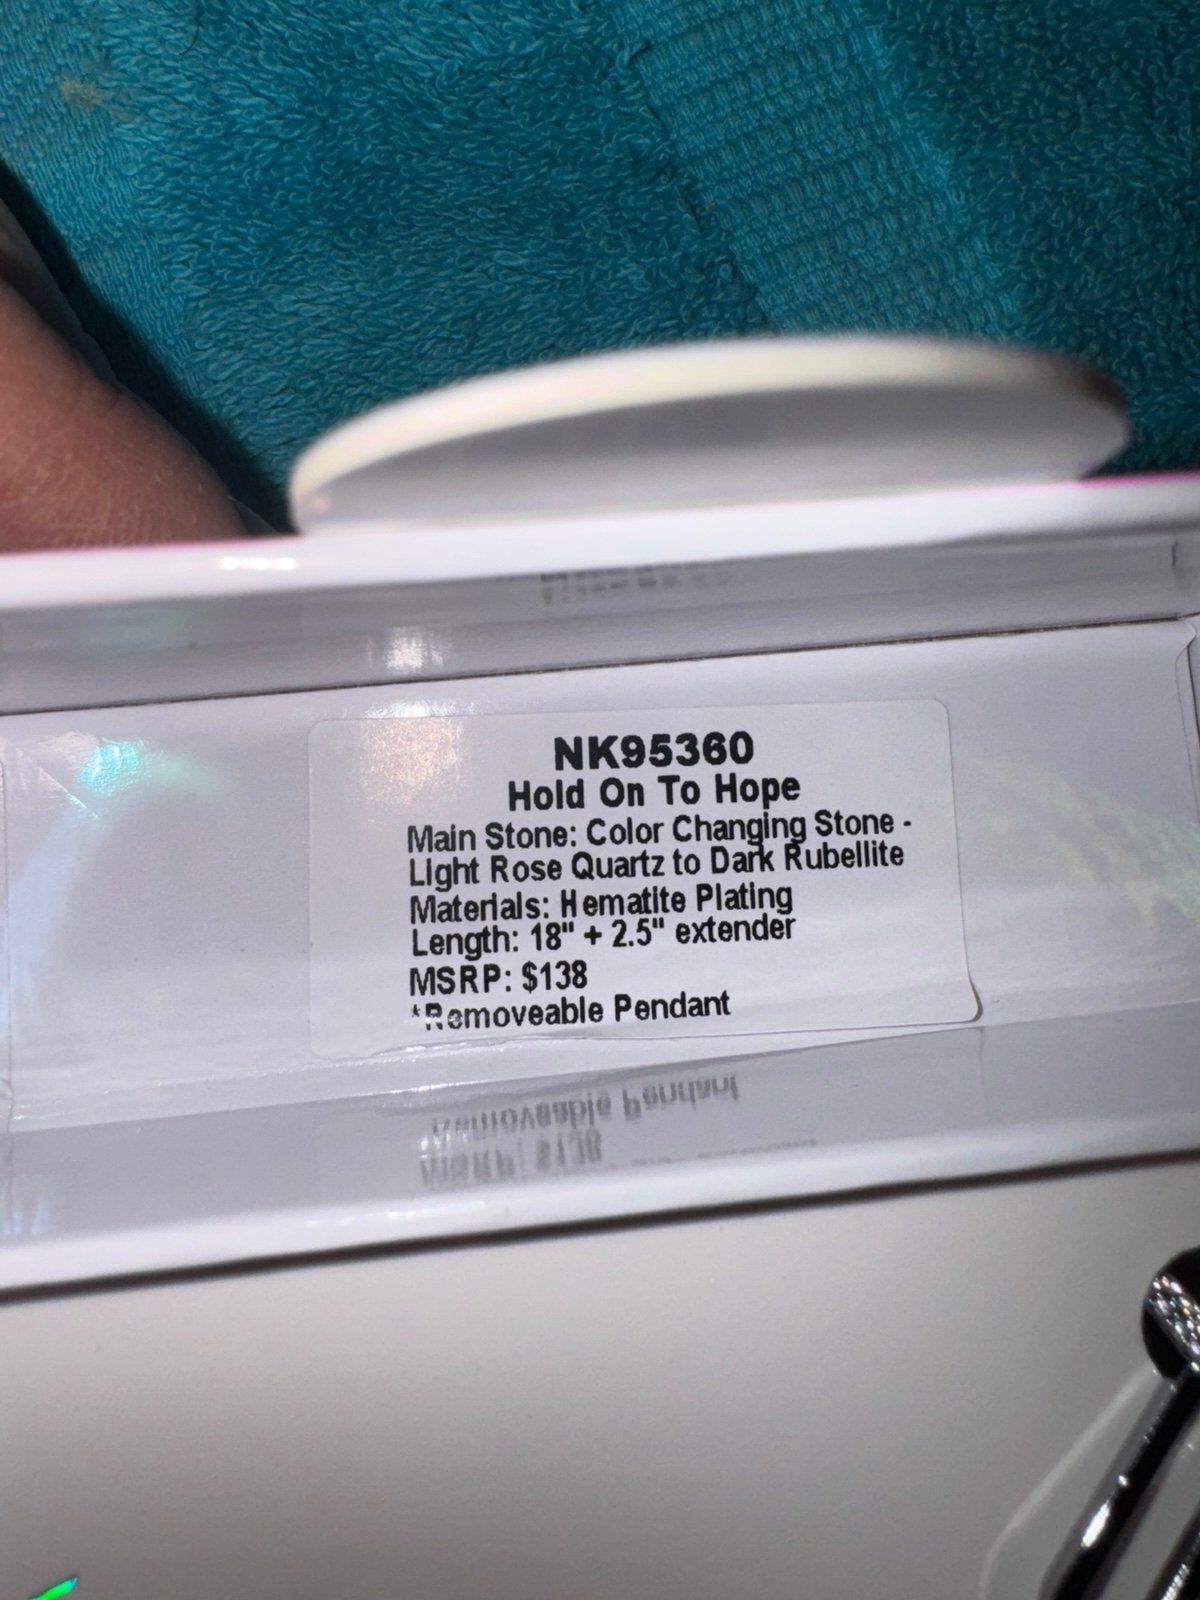 NK95360
Hold On To Hope
Main Stone: Color Changing Stone -
Light Rose Quartz to Dark Rubellite
Materials: Hematite Plating
Length: 18" + 2.5" extender
MSRP: $138
*Removeable Pendant